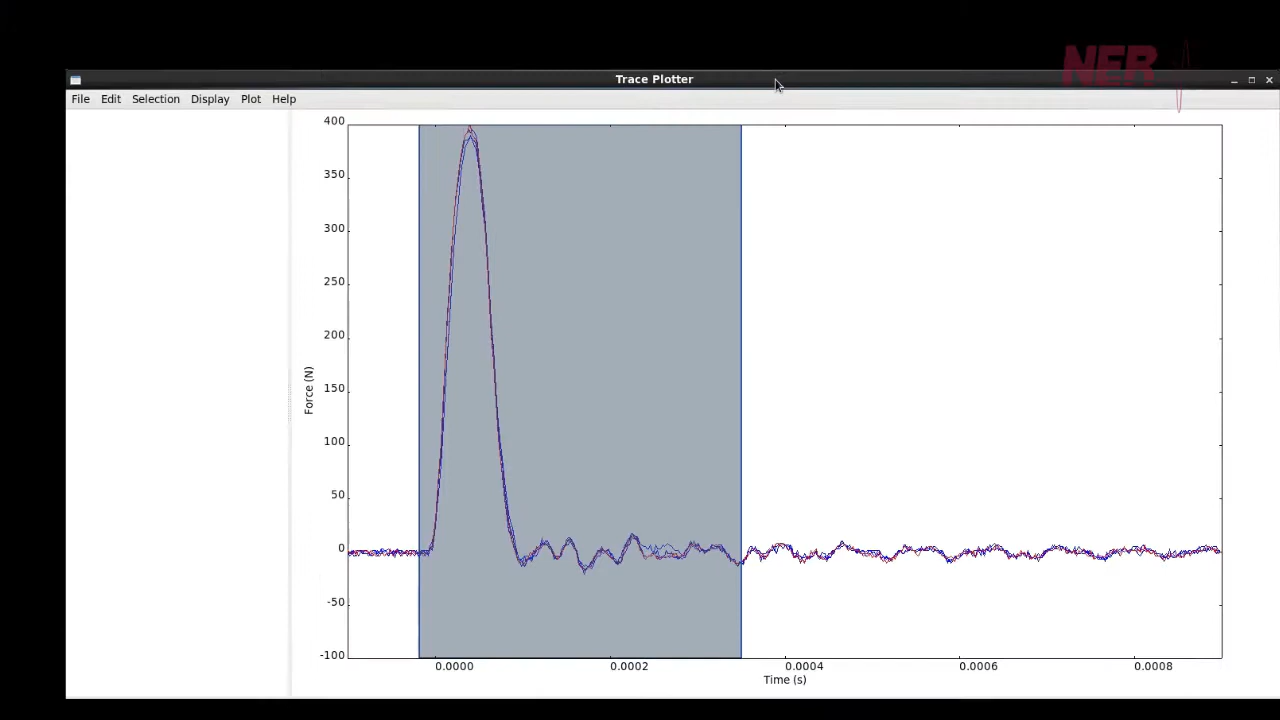 NER
Trace Plotter
File Edit Selection Display Plot Help
400
350
300
250
200
150
100
50
0
-50
-100
Force (N)
0.0000 0.0002 0.0004 0.0006 0.0008
Time (s)